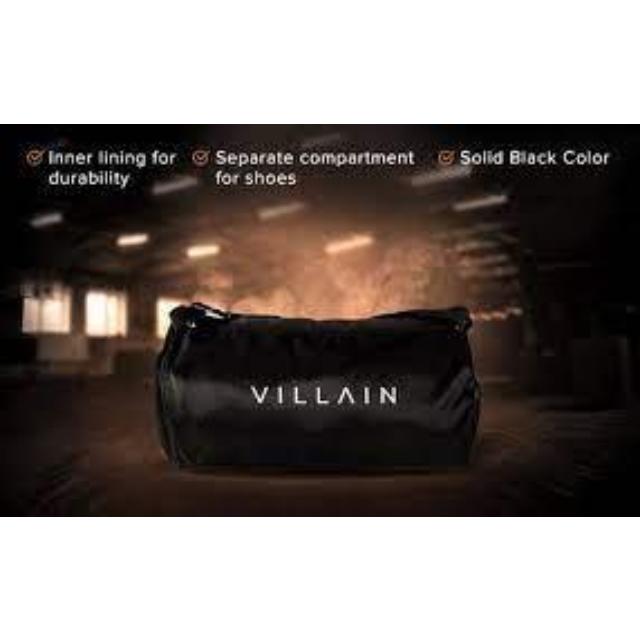 Inner lining for
durability
Separate compartment
for shoes
Solid Black Color
VILLAIN